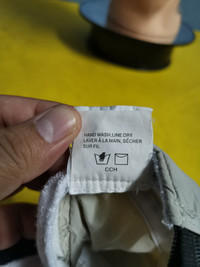 HAND WASH,LINE DRY
LAVER À LA MAIN, SÉCHER
SUR FIL
CCH